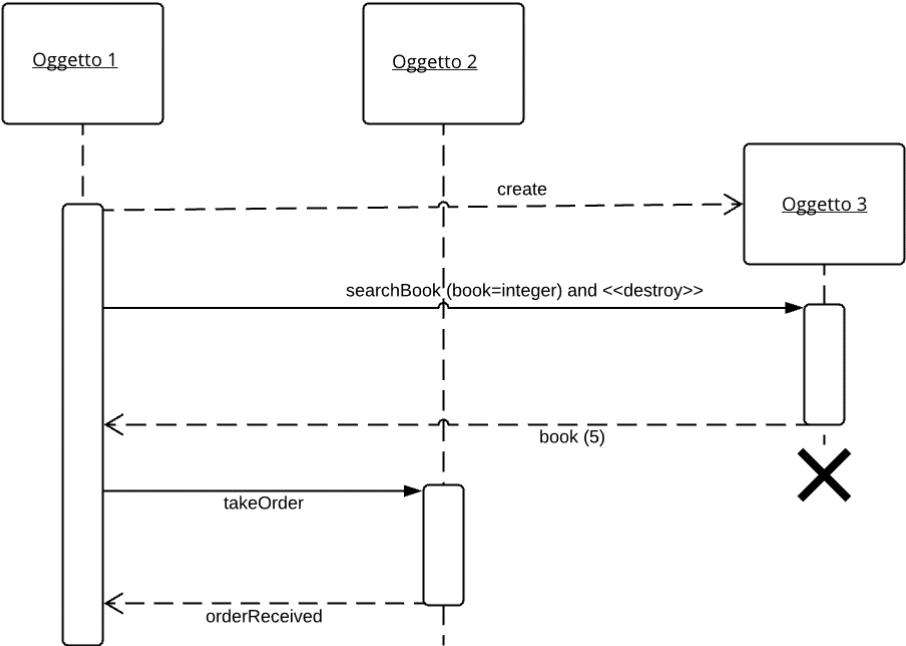 Oggetto 1
Oggetto 2
Oggetto 3
create
searchBook (book=integer) and <<destroy>>
book (5)
takeOrder
orderReceived